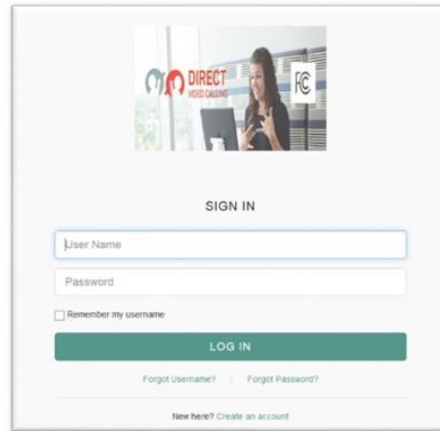 DIRECT
VIDEO CALLING
FC
SIGN IN
User Name
Password
Remember my username
LOG IN
Forgot Username? | Forgot Password?
New here? Create an account